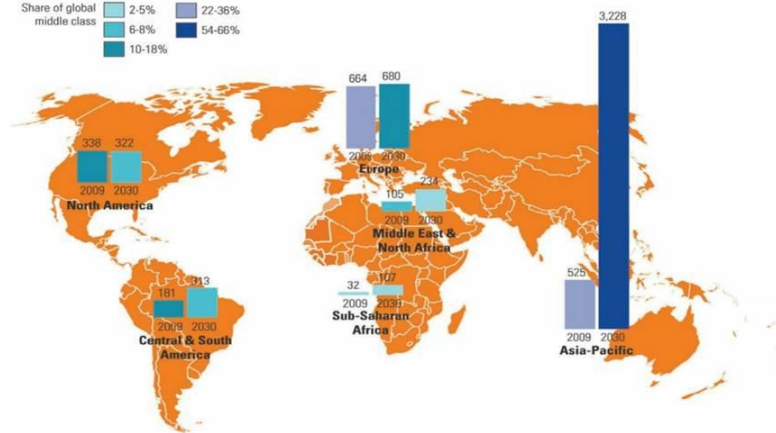 Share of global
middle class
2-5%
6-8%
10-18%
22-36%
54-66%
338 322
2009 2030
North America
181 313
2009 2030
Central & South
America
664 680
2009 2030
Europe
105 234
2009 2030
Middle East &
North Africa
32 107
2009 2030
Sub-Saharan
Africa
525 3,228
2009 2030
Asia-Pacific